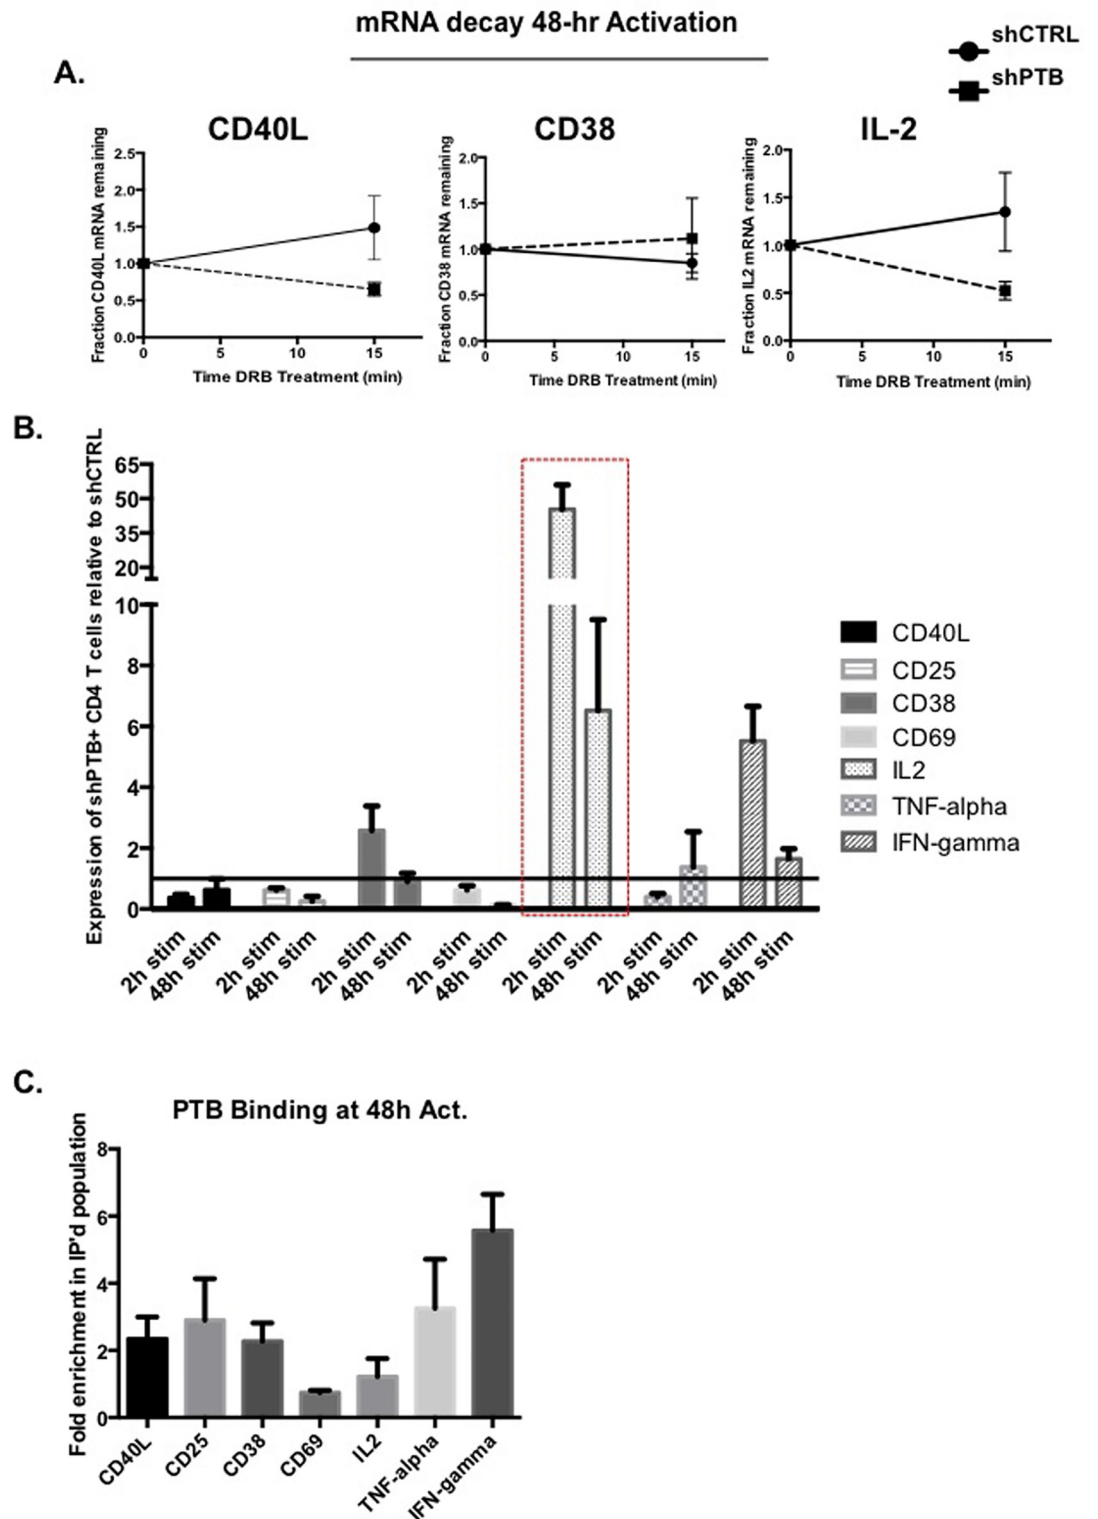 mRNA decay 48-hr Activation
shCTRL
shPTB
A.
CD40L
Fraction CD40L mRNA remaining
2.5
2.0
1.5
1.0
0.5
0.0
0 5 10 15
Time DRB Treatment (min)
CD38
Fraction CD38 mRNA remaining
2.0
1.5
1.0
0.5
0.0
0 5 10 15
Time DRB Treatment (min)
IL-2
Fraction IL2 mRNA remaining
2.0
1.5
1.0
0.5
0.0
0 5 10 15
Time DRB Treatment (min)
B.
Expression of shPTB+ CD4 T cells relative to shCTRL
65
50
35
20
10
8
6
4
2
0
2h stim
48h stim
2h stim
48h stim
2h stim
48h stim
2h stim
48h stim
2h stim
48h stim
2h stim
48h stim
2h stim
48h stim
CD40L
CD25
CD38
CD69
IL2
TNF-alpha
IFN-gamma
C.
PTB Binding at 48h Act.
Fold enrichment in IP'd population
8
6
4
2
0
CD40L
CD25
CD38
CD69
IL2
TNF-alpha
IFN-gamma